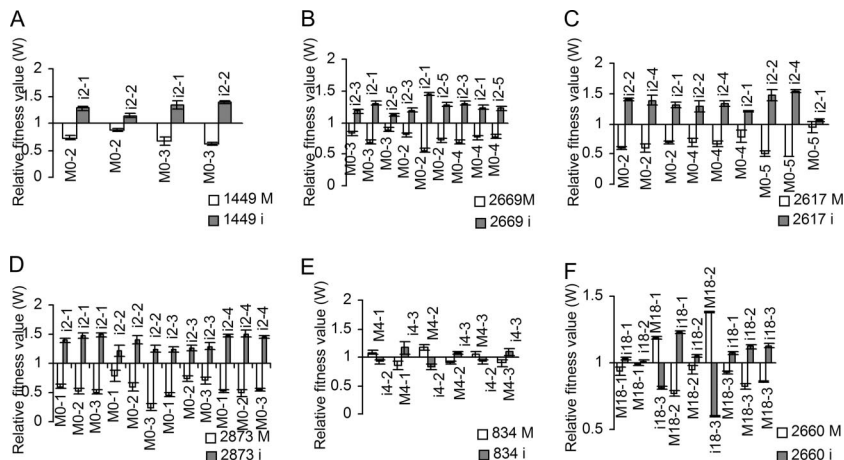 A
Relative fitness value (W)
2
1.5
1
0.5
0
i2-1 i2-2 i2-1 i2-2
M0-2 M0-2 M0-3 M0-3
1449 M
1449 i
B
Relative fitness value (W)
2
1.5
1
0.5
0
i2-3 i2-1 i2-5 i2-3 i2-1 i2-5 i2-3 i2-1 i2-5
M0-3 M0-3 M0-3 M0-2 M0-2 M0-2 M0-4 M0-4 M0-4
2669M
2669 i
C
Relative fitness value (W)
2
1.5
1
0.5
0
i2-2 i2-4 i2-1 i2-2 i2-4 i2-1 i2-2 i2-4 i2-1
M0-2 M0-2 M0-2 M0-4 M0-4 M0-4 M0-5 M0-5 M0-5
2617 M
2617 i
D
Relative fitness value (W)
2
1.5
1
0.5
0
i2-1 i2-1 i2-1 i2-2 i2-2 i2-2 i2-3 i2-3 i2-3 i2-4 i2-4 i2-4
M0-1 M0-2 M0-3 M0-1 M0-2 M0-3 M0-1 M0-2 M0-3 M0-1 M0-2 M0-3
2873 M
2873 i
E
Relative fitness value (W)
2
1.5
1
0.5
0
M4-1 i4-3 M4-2 i4-3 M4-3 i4-3
i4-2 M4-1 i4-2 M4-2 i4-2 M4-3
834 M
834 i
F
Relative fitness value (W)
1.5
1
0.5
i18-1 i18-2 M18-1 i18-1 i18-2 M18-2 i18-1 i18-2 i18-3
M18-1 M18-1 i18-3 M18-2 M18-2 i18-3 M18-3 M18-3 M18-3
2660 M
2660 i